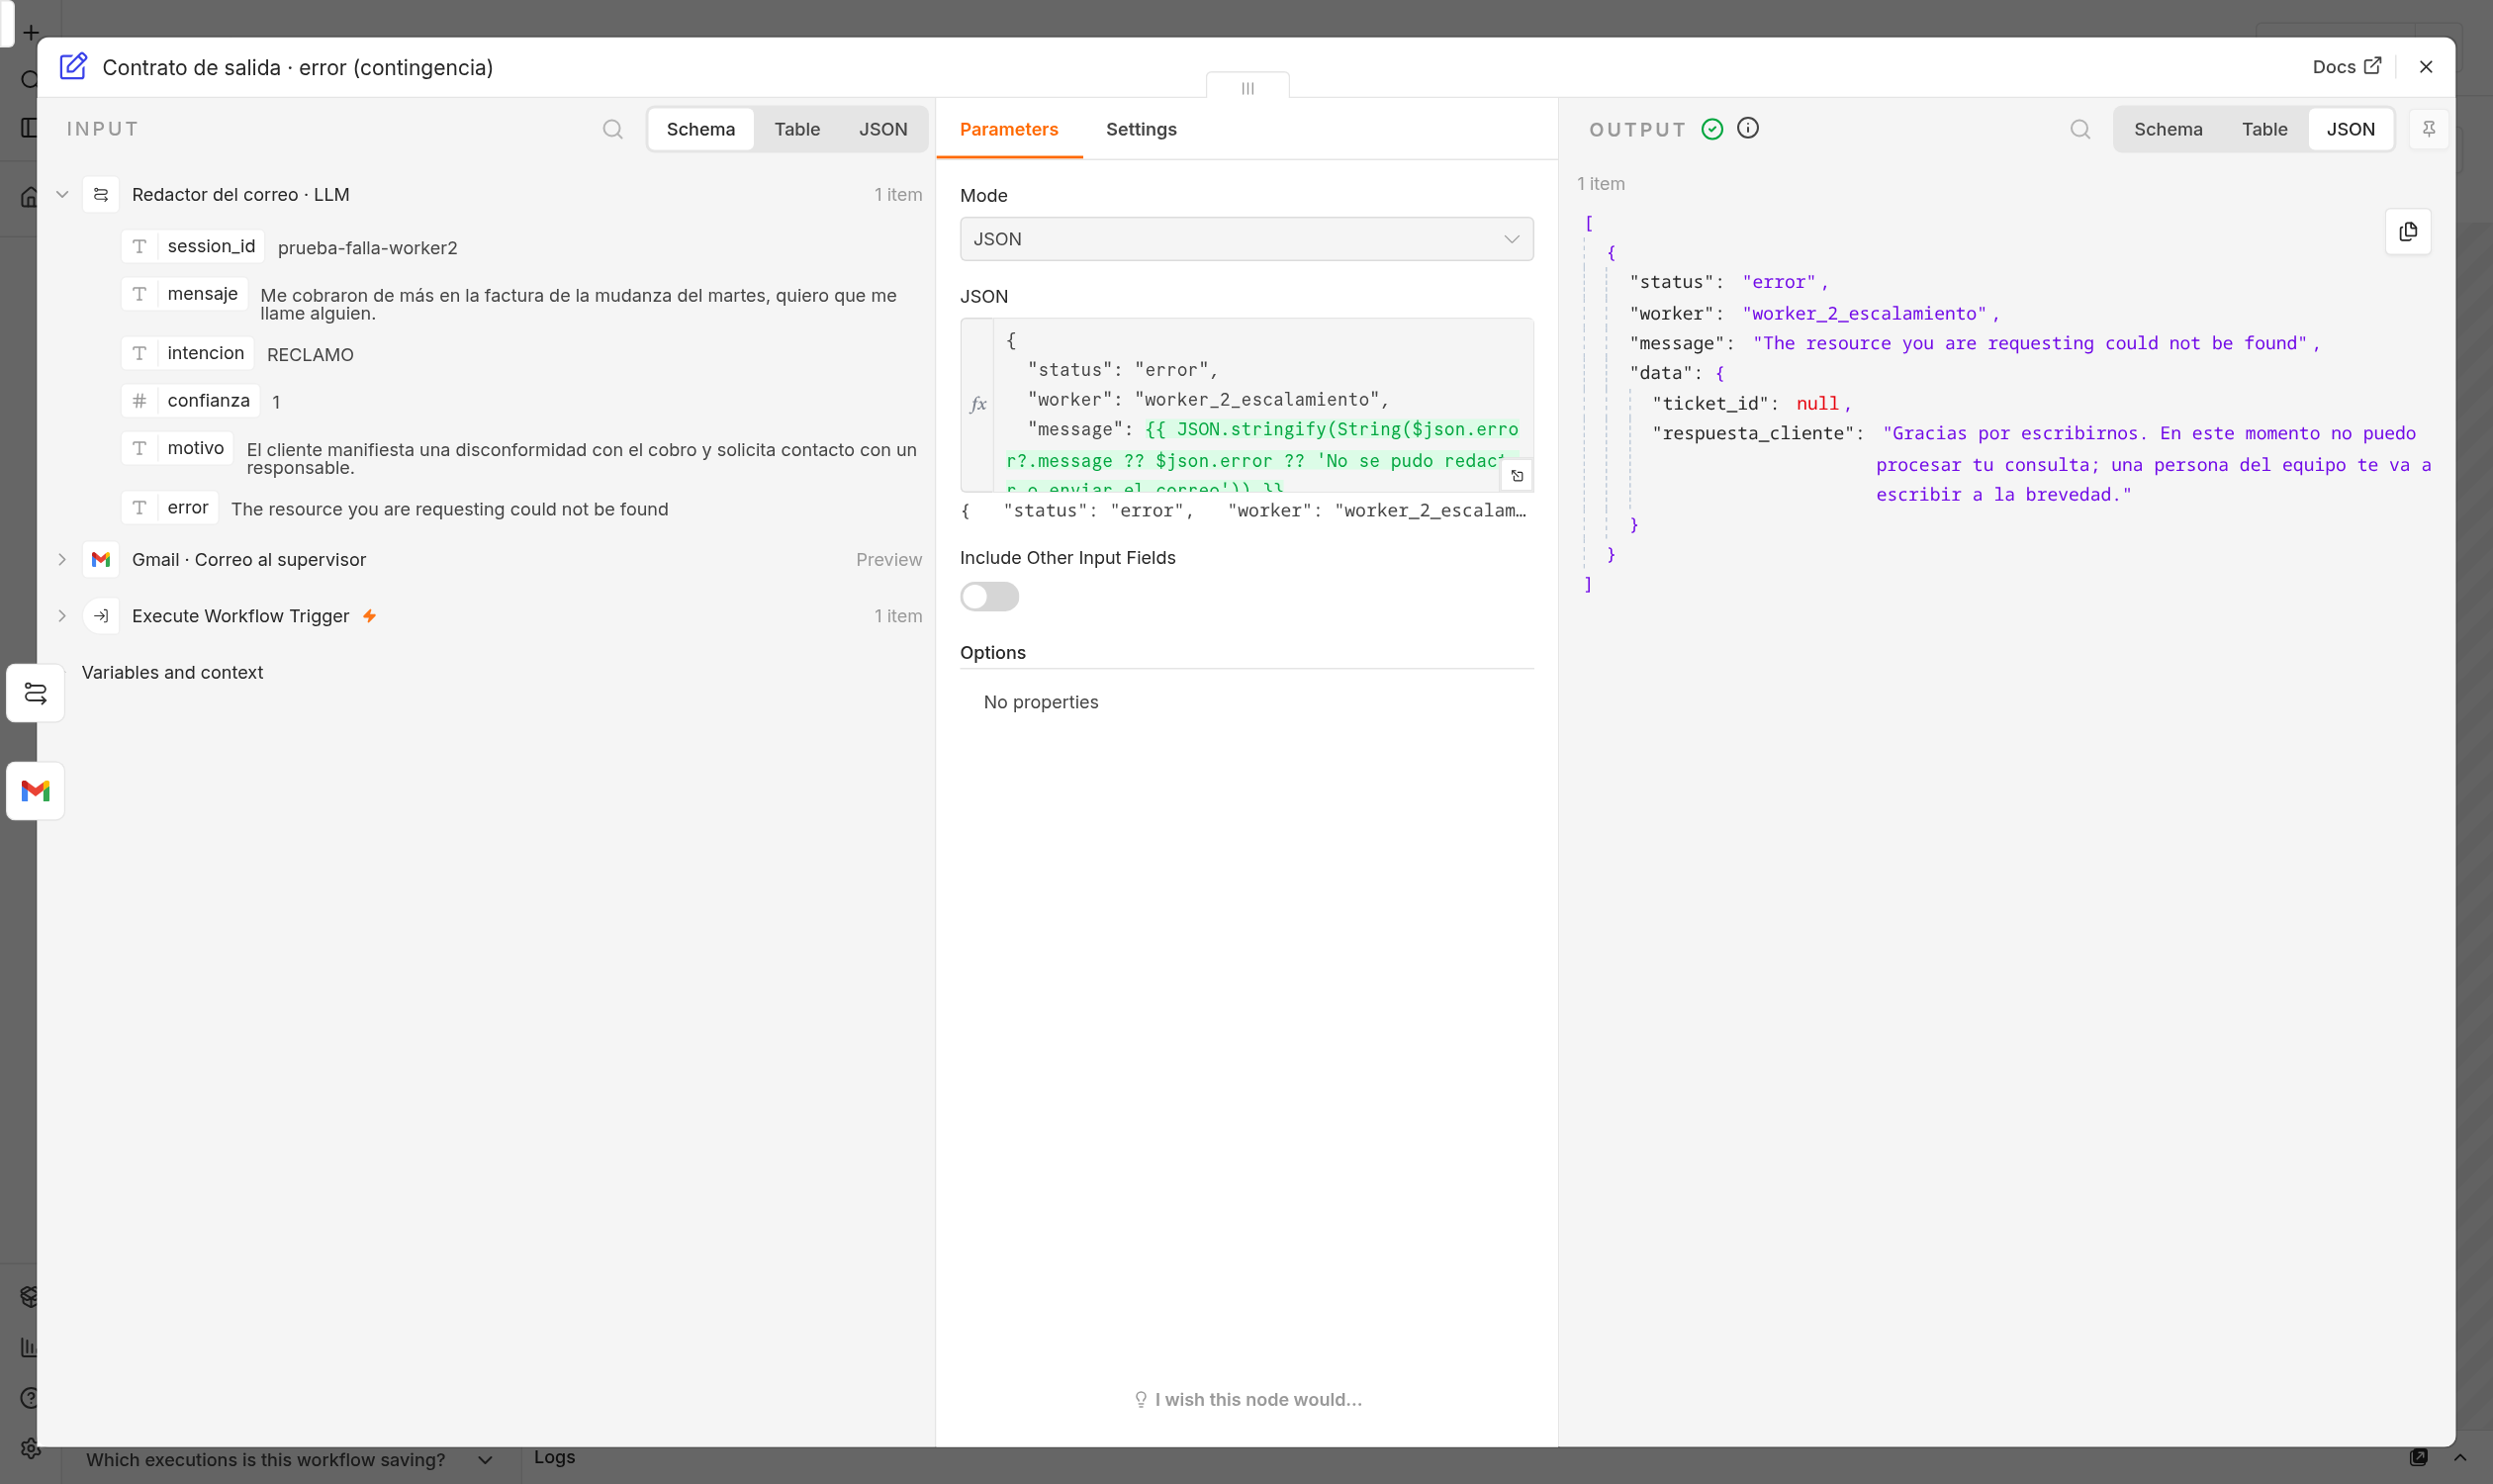 Contrato de salida · error (contingencia)
Docs
INPUT
Schema
Table
JSON
Redactor del correo · LLM
1 item
session_id
prueba-falla-worker2
mensaje
Me cobraron de más en la factura de la mudanza del martes, quiero que me
llame alguien.
intencion
RECLAMO
confianza
1
motivo
El cliente manifiesta una disconformidad con el cobro y solicita contacto con un
responsable.
error
The resource you are requesting could not be found
Gmail · Correo al supervisor
Preview
Execute Workflow Trigger
1 item
Variables and context
Parameters
Settings
Mode
JSON
JSON
fx
{
"status": "error",
"worker": "worker_2_escalamiento",
"message": {{ JSON.stringify(String($json.erro
r?.message ?? $json.error ?? 'No se pudo redact
r o enviar el correo')) }}
{ "status": "error", "worker": "worker_2_escalam…
Include Other Input Fields
Options
No properties
I wish this node would...
OUTPUT
Schema
Table
JSON
1 item
[
{
"status": "error",
"worker": "worker_2_escalamiento",
"message": "The resource you are requesting could not be found",
"data": {
"ticket_id": null,
"respuesta_cliente": "Gracias por escribirnos. En este momento no puedo
procesar tu consulta; una persona del equipo te va a
escribir a la brevedad."
}
}
]
Which executions is this workflow saving?
Logs